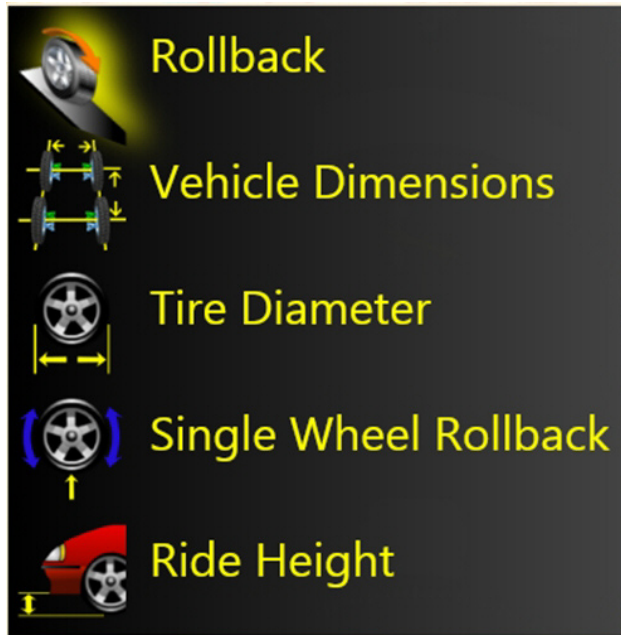 Rollback
Vehicle Dimensions
Tire Diameter
Single Wheel Rollback
Ride Height